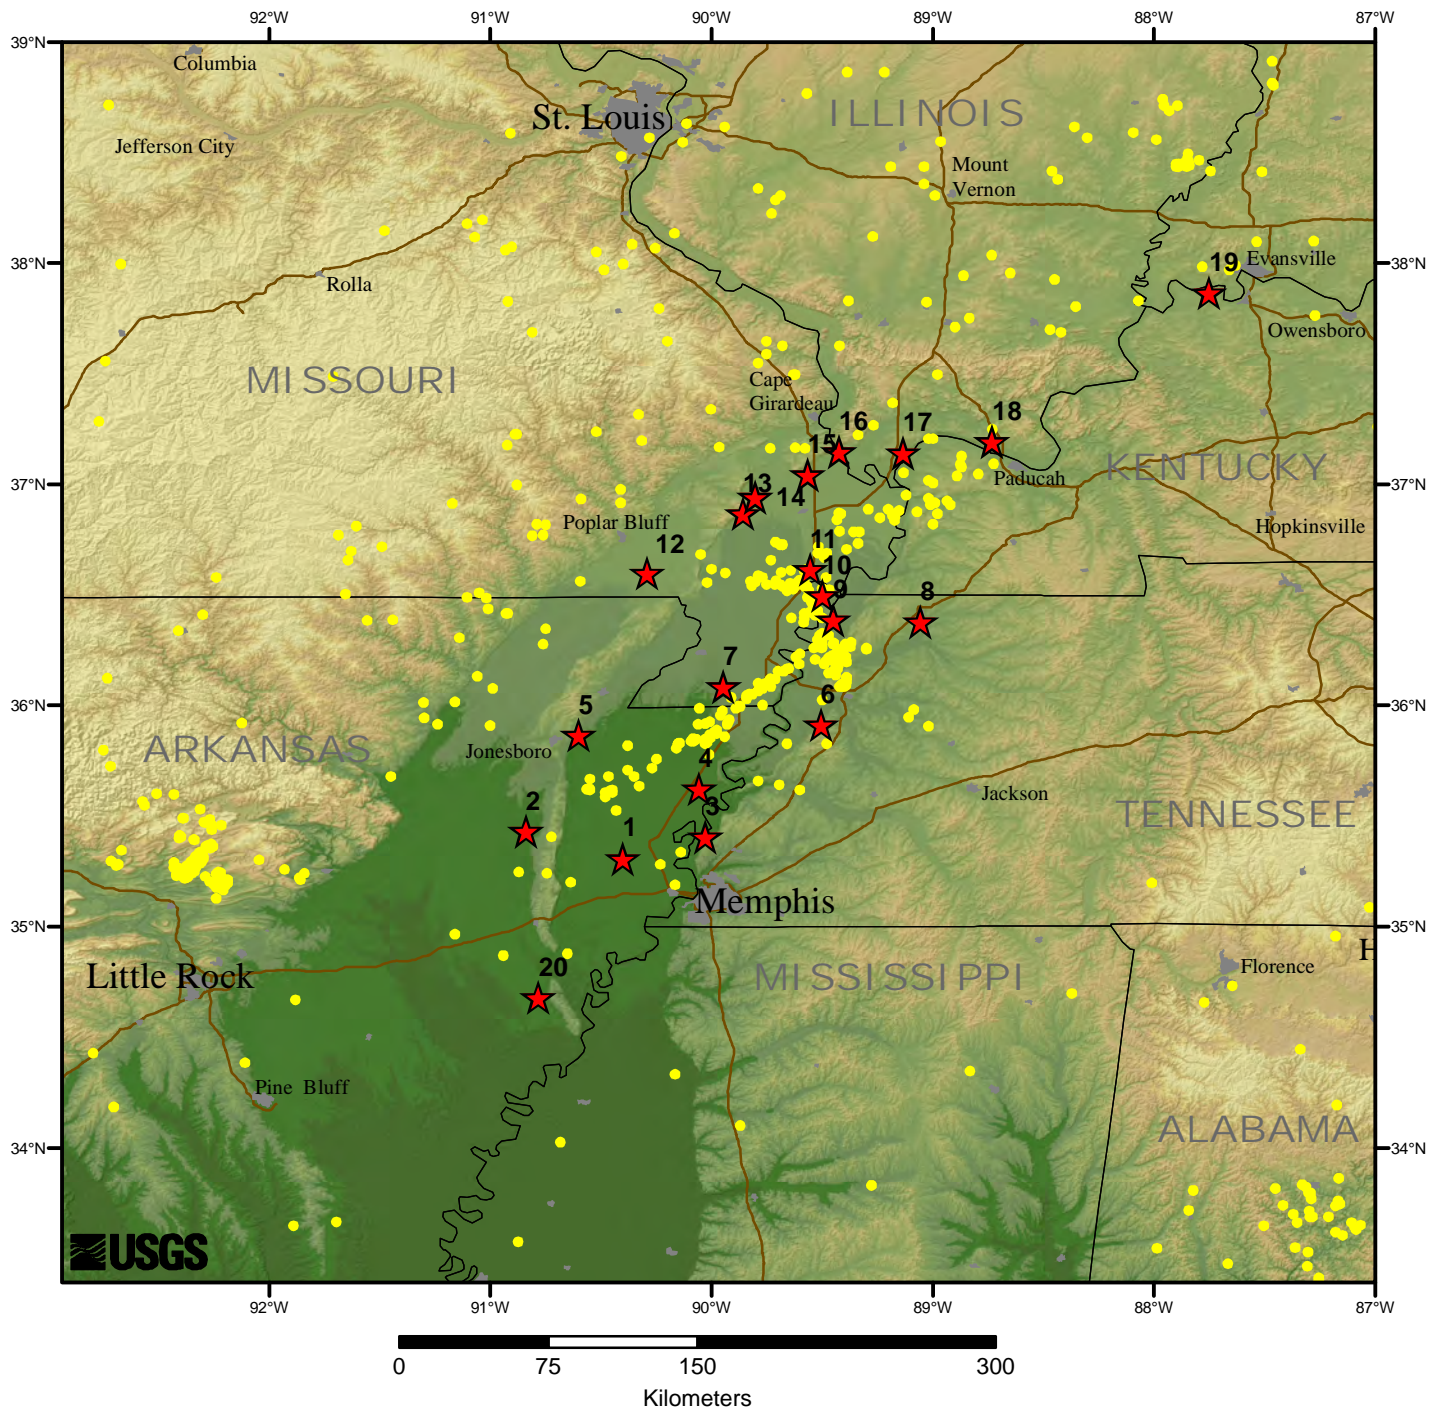 92°W 91°W 90°W 89°W 88°W 87°W
39°N 39°N
Columbia
St. Louis
ILLINOIS
Jefferson City
Mount
Vernon
38°N 38°N
19
Evansville
Rolla
Owensboro
MISSOURI
Cape
Girardeau
15 16 17 18
KENTUCKY
Paducah
37°N 37°N
13 14
Poplar Bluff
Hopkinsville
12 11
10
9 8
7
6
36°N 36°N
5
ARKANSAS
Jonesboro
4
Jackson
TENNESSEE
2 1 3
Memphis
35°N 35°N
H
Little Rock
20
MISSISSIPPI
Florence
Pine Bluff
34°N 34°N
ALABAMA
USGS
92°W 91°W 90°W 89°W 88°W 87°W
0 75 150 300
Kilometers